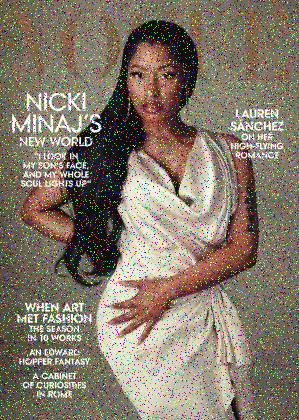 NICKI
MINAJ'S
NEW WORLD
"I LOOK IN
MY SON'S FACE,
AND MY WHOLE
SOUL LIGHTS UP"
LAUREN
SÁNCHEZ
ON HER
HIGH-FLYING
ROMANCE
WHEN ART
MET FASHION
THE SEASON
IN 10 WORKS
AN EDWARD
HOPPER FANTASY
A CABINET
OF CURIOSITIES
IN ROME